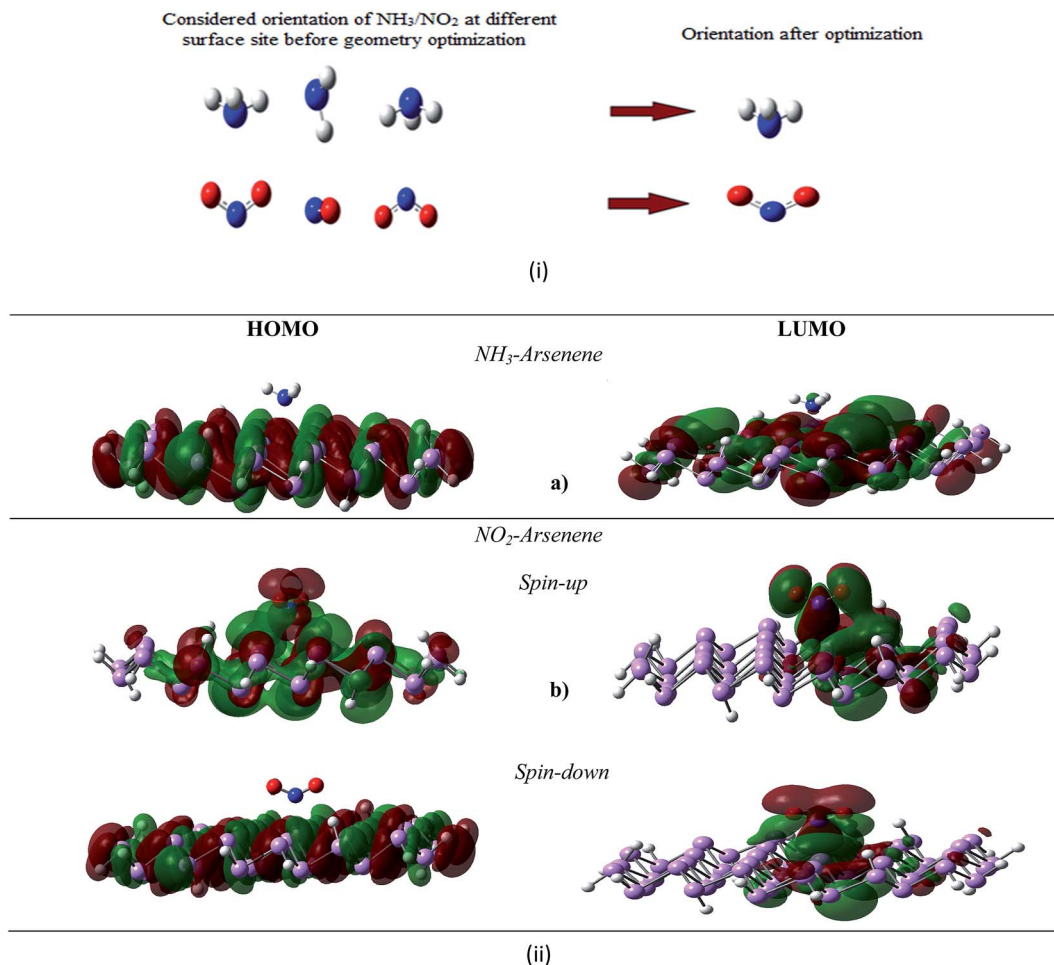 Considered orientation of NH₃/NO₂ at different
surface site before geometry optimization
Orientation after optimization
(i)
HOMO
LUMO
NH₃-Arsenene
a)
NO₂-Arsenene
Spin-up
b)
Spin-down
(ii)